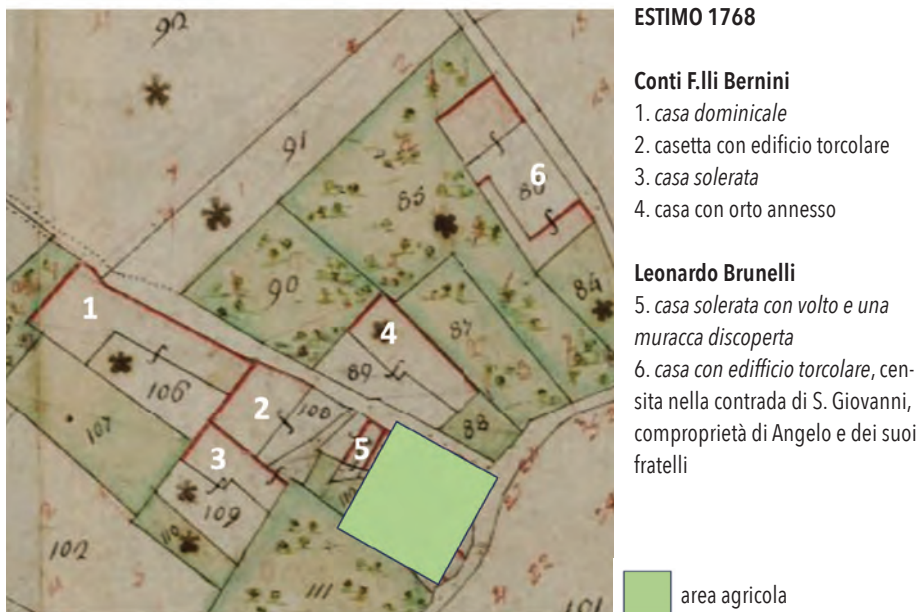 92
91
85
6
80
90
84
1
4
87
89
106
2
100
88
107
5
3
109
110
102
111
101
ESTIMO 1768
Conti F.lli Bernini
1. casa dominicale
2. casetta con edificio torcolare
3. casa solerata
4. casa con orto annesso
Leonardo Brunelli
5. casa solerata con volto e una
muracca discoperta
6. casa con edifficio torcolare, cen-
sita nella contrada di S. Giovanni,
comproprietà di Angelo e dei suoi
fratelli
area agricola